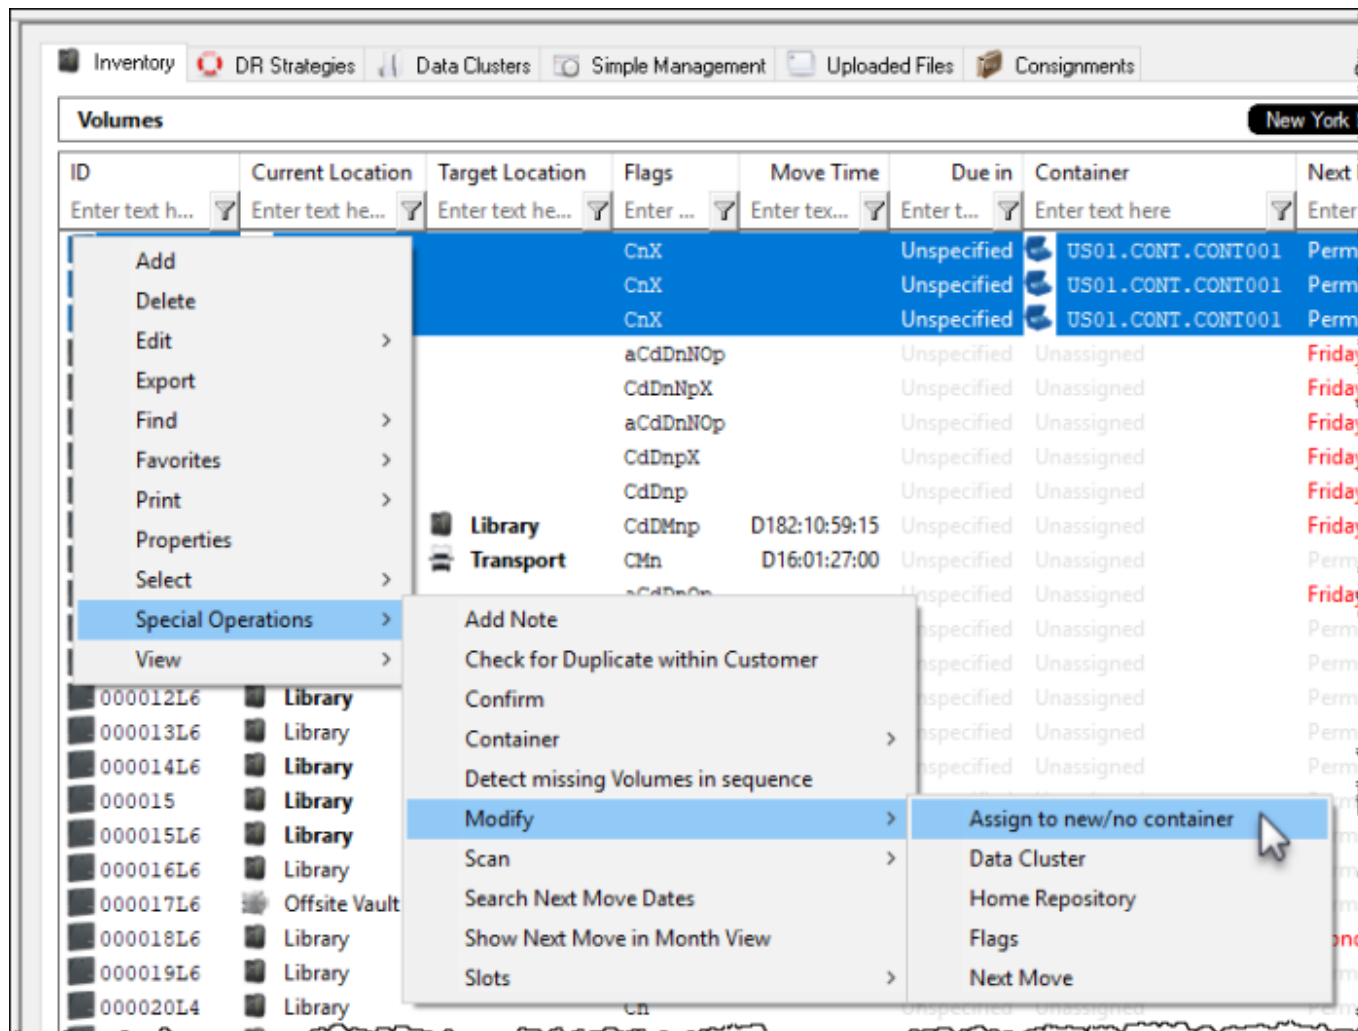 Inventory DR Strategies Data Clusters Simple Management Uploaded Files Consignments
Volumes New York
ID Current Location Target Location Flags Move Time Due in Container Next
Enter text h... Enter text he... Enter text he... Enter ... Enter tex... Enter t... Enter text here Enter
CnX Unspecified US01.CONT.CONT001 Perm
CnX Unspecified US01.CONT.CONT001 Perm
CnX Unspecified US01.CONT.CONT001 Perm
aCdDnNOp Unspecified Unassigned Friday
CdDnNpX Unspecified Unassigned Friday
aCdDnNOp Unspecified Unassigned Friday
CdDnpX Unspecified Unassigned Friday
CdDnp Unspecified Unassigned Friday
Library CdDMnp D182:10:59:15 Unspecified Unassigned Friday
Transport CMn D16:01:27:00 Unspecified Unassigned Perm
Unassigned Friday
Unassigned Perm
Unassigned Perm
000012L6 Library Unassigned Perm
000013L6 Library Unassigned Perm
000014L6 Library Unassigned Perm
000015 Library
000015L6 Library
000016L6 Library
000017L6 Offsite Vault
000018L6 Library
000019L6 Library
000020L4 Library Cn
Add
Delete
Edit
Export
Find
Favorites
Print
Properties
Select
Special Operations
View
Add Note
Check for Duplicate within Customer
Confirm
Container
Detect missing Volumes in sequence
Modify
Scan
Search Next Move Dates
Show Next Move in Month View
Slots
Assign to new/no container
Data Cluster
Home Repository
Flags
Next Move